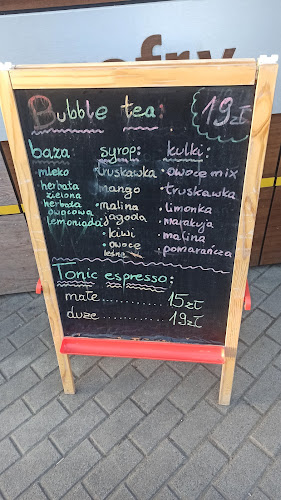 Bubble tea: 19zł
baza: syrop: kulki:
mleko
herbata
zielona
herbata
owocowa
lemoniada
truskawka
mango
malina
jagoda
kiwi
owoce
leśne
owoce mix
truskawka
limonka
marakuja
malina
pomarańcza
Tonic espresso:
małe............15zł
duże............19zł